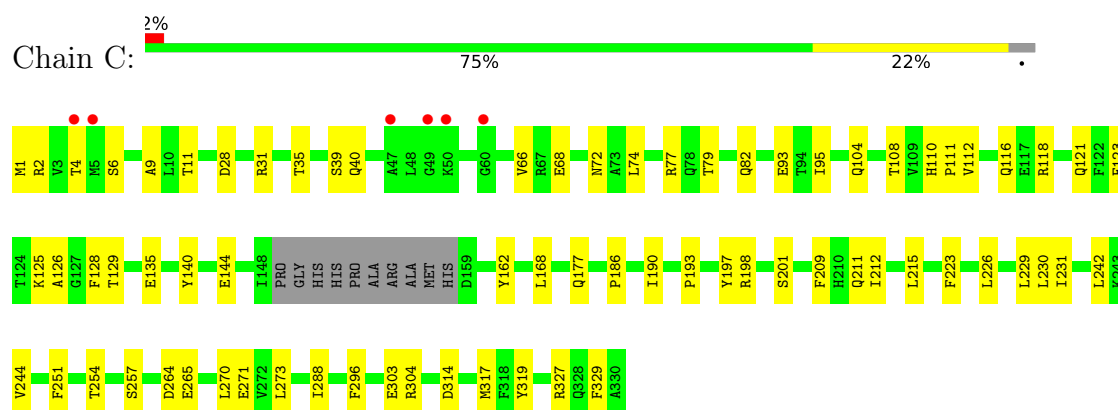 2%
Chain C:
75% 22% •
M1 R2 V3 T4 M5 S6 A9 L10 T11 D28 R31 T35 S39 Q40 A47 L48 G49 K50 G60 V66 R67 E68 N72 A73 L74 R77 Q78 T79 Q82 E93 T94 I95 Q104 T108 V109 H110 P111 V112 Q116 E117 R118 Q121 F122
T124 K125 A126 G127 F128 T129 E135 Y140 E144 I148 PRO GLY HIS HIS PRO ALA ARG ALA MET HIS D159 Y162 L168 Q177 P186 I190 P193 Y197 R198 S201 F209 H210 Q211 I212 L215 F223 L226 L229 L230 I231 L242 K243
V244 F251 T254 S257 D264 E265 L270 E271 V272 L273 I288 F296 E303 R304 D314 M317 F318 Y319 R327 Q328 F329 A330